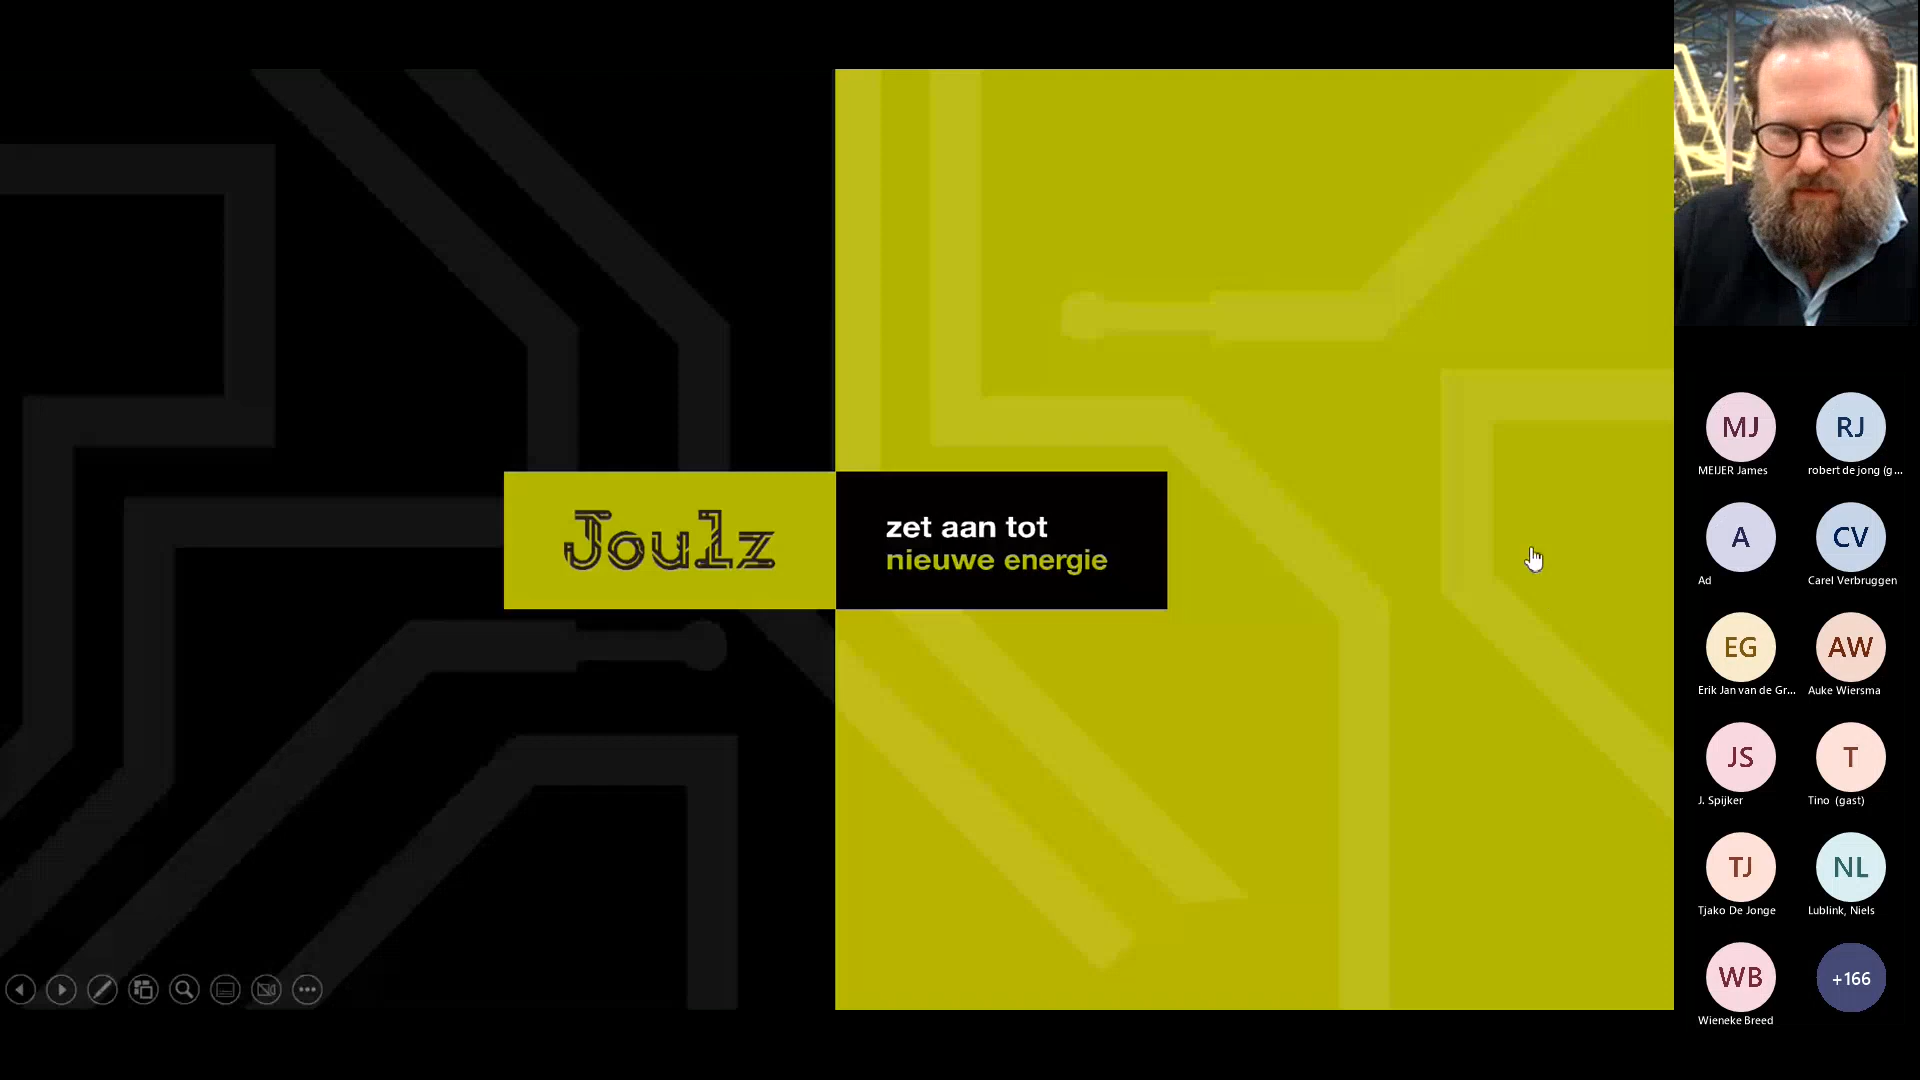 Joulz
zet aan tot
nieuwe energie
MJ
MEIJER James
RJ
robert de jong (g...
A
Ad
CV
Carel Verbruggen
EG
Erik Jan van de Gr...
AW
Auke Wiersma
JS
J. Spijker
T
Tino (gast)
TJ
Tjako De Jonge
NL
Lublink, Niels
WB
Wieneke Breed
+166